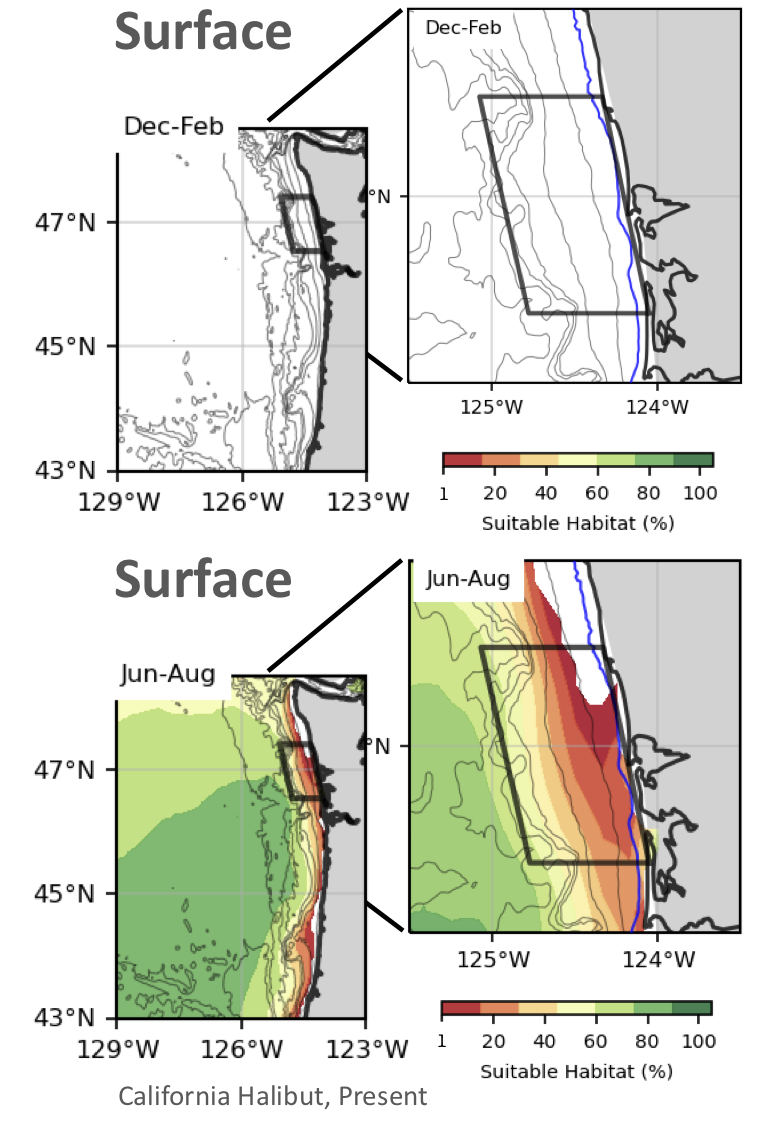 Surface
Dec-Feb
Dec-Feb
47°N
45°N
43°N
129°W 126°W 123°W
°N
125°W 124°W
1 20 40 60 80 100
Suitable Habitat (%)
Surface
Jun-Aug
Jun-Aug
47°N
45°N
43°N
129°W 126°W 123°W
°N
125°W 124°W
1 20 40 60 80 100
Suitable Habitat (%)
California Halibut, Present